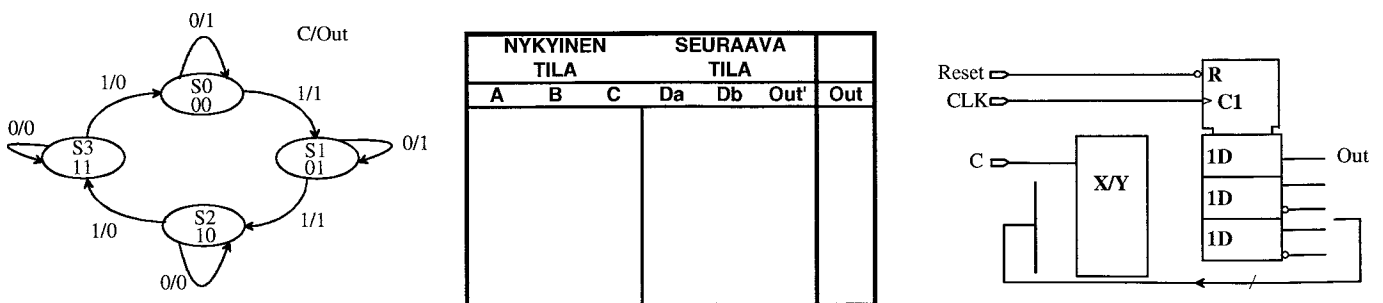 0/1
C/Out
S0
00
1/0
1/1
0/0
S3
11
S1
01
0/1
S2
10
1/0
1/1
0/0
NYKYINEN TILA
SEURAAVA TILA
A B C Da Db Out' Out
Reset
R
CLK
C1
C
X/Y
1D
Out
1D
1D